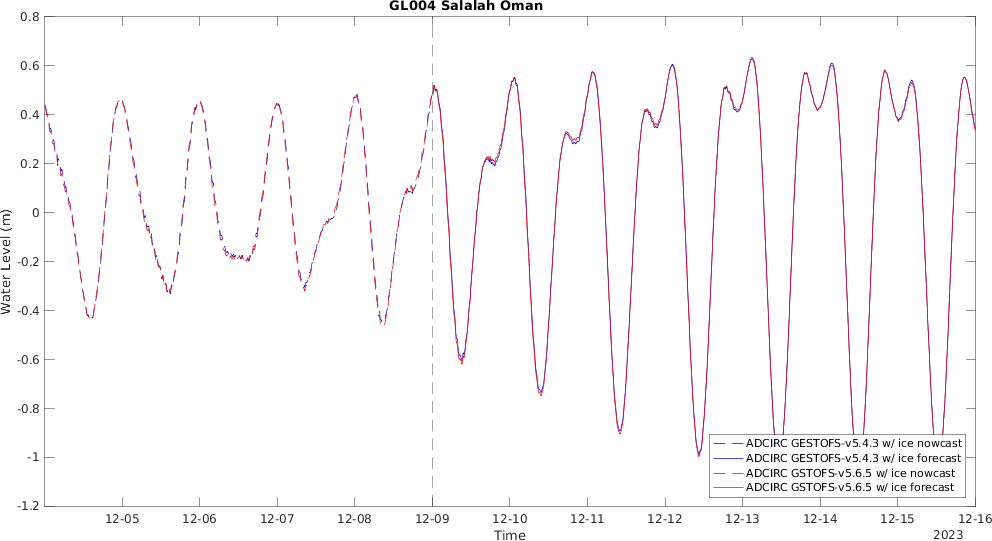 GL004 Salalah Oman
0.8
0.6
0.4
0.2
0
-0.2
-0.4
-0.6
-0.8
-1
-1.2
Water Level (m)
ADCIRC GESTOFS-v5.4.3 w/ ice nowcast
ADCIRC GESTOFS-v5.4.3 w/ ice forecast
ADCIRC GSTOFS-v5.6.5 w/ ice nowcast
ADCIRC GSTOFS-v5.6.5 w/ ice forecast
12-05 12-06 12-07 12-08 12-09 12-10 12-11 12-12 12-13 12-14 12-15 12-16
Time
2023